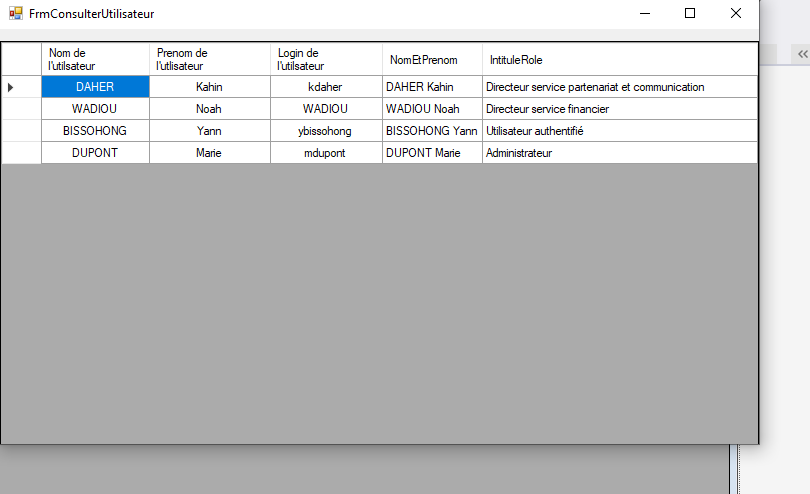 FrmConsulterUtilisateur
Nom de l'utilisateur Prenom de l'utlisateur Login de l'utilsateur NomEtPrenom IntituleRole
DAHER Kahin kdaher DAHER Kahin Directeur service partenariat et communication
WADIOU Noah WADIOU WADIOU Noah Directeur service financier
BISSOHONG Yann ybissohong BISSOHONG Yann Utilisateur authentifié
DUPONT Marie mdupont DUPONT Marie Administrateur